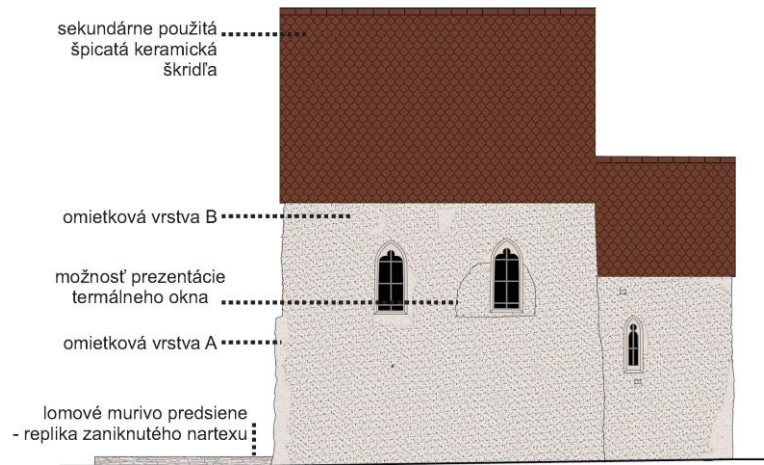 sekundárne použitá
špicatá keramická
škridľa
omietková vrstva B
možnosť prezentácie
termálneho okna
omietková vrstva A
lomové murivo predsiene
- replika zaniknutého nartexu